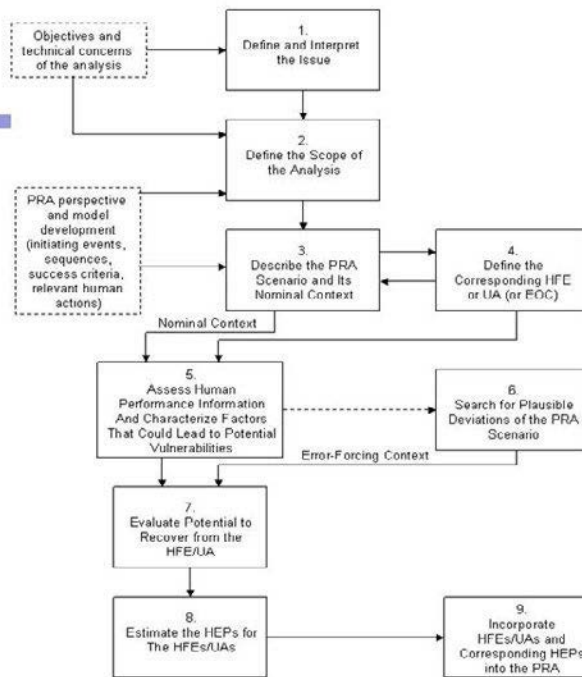 Objectives and
technical concerns
of the analysis
1.
Define and Interpret
the Issue
2.
Define the Scope of
the Analysis
PRA perspective
and model
development
(initiating events,
sequences,
success criteria,
relevant human
actions)
3.
Describe the PRA
Scenario and Its
Nominal Context
4.
Define the
Corresponding HFE
or UA (or EOC)
Nominal Context
5.
Assess Human
Performance Information
And Characterize Factors
That Could Lead to Potential
Vulnerabilities
6.
Search for Plausible
Deviations of the PRA
Scenario
Error-Forcing Context
7.
Evaluate Potential to
Recover from the
HFE/UA
8.
Estimate the HEPs for
The HFEs/UAs
9.
Incorporate
HFEs/UAs and
Corresponding HEPs
into the PRA